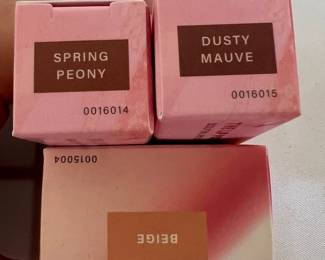 SPRING
PEONY
0016014
DUSTY
MAUVE
0016015
0015004
BEIGE